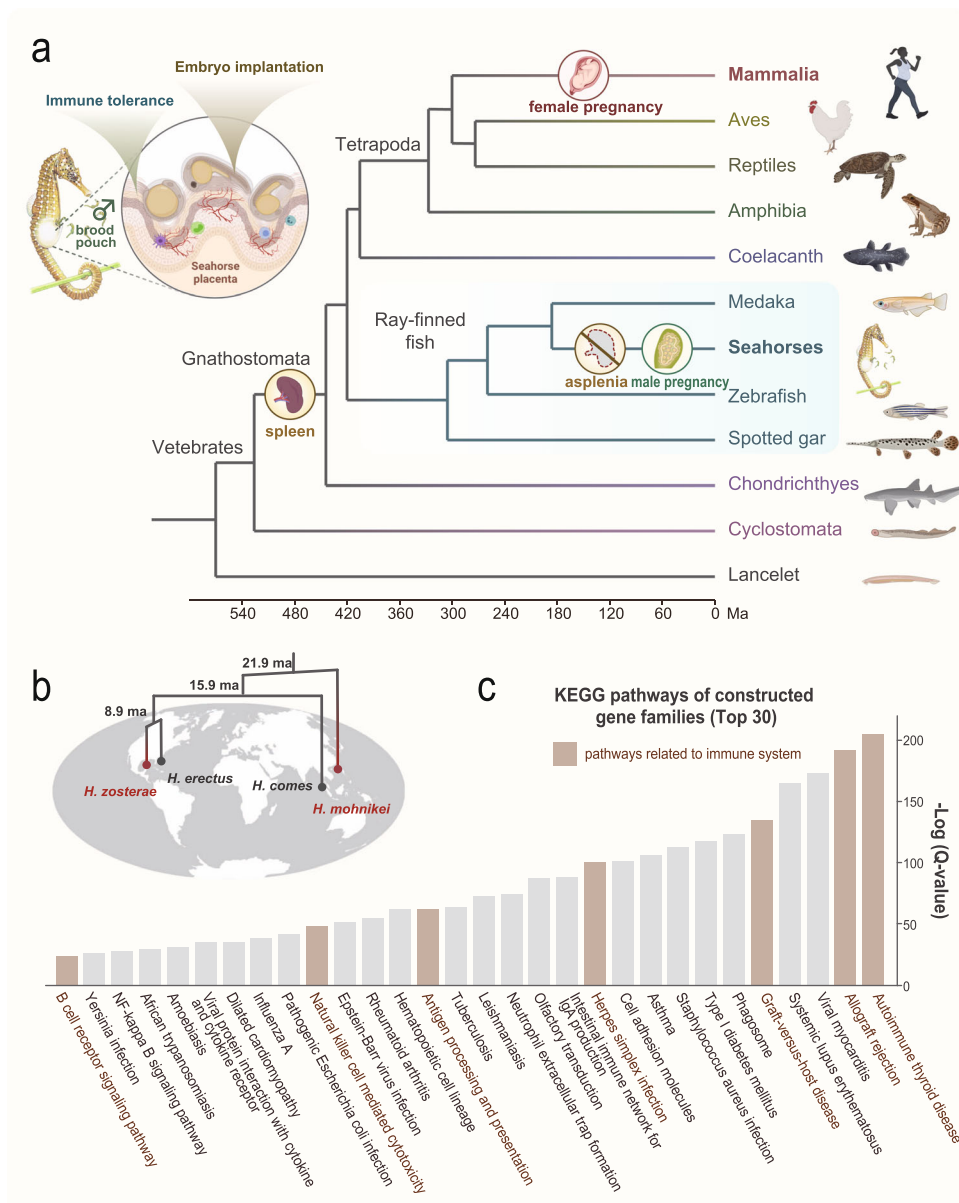 a
Embryo implantation
Immune tolerance
brood
pouch
Seahorse
placenta
female pregnancy
Mammalia
Aves
Tetrapoda
Reptiles
Amphibia
Coelacanth
Medaka
Ray-finned
fish
Seahorses
asplenia
male pregnancy
Gnathostomata
spleen
Zebrafish
Spotted gar
Vetebrates
Chondrichthyes
Cyclostomata
Lancelet
540 480 420 360 300 240 180 120 60 0 Ma
b
21.9 ma
15.9 ma
8.9 ma
H. erectus
H. zosterae
H. comes
H. mohnikei
c
KEGG pathways of constructed
gene families (Top 30)
pathways related to immune system
200
150
100
50
0
-Log (Q-value)
B cell receptor signaling pathway
Yersinia infection
NF-kappa B signaling pathway
African trypanosomiasis
Amoebiasis
Viral protein interaction with cytokine
and cytokine receptor
Dilated cardiomyopathy
Influenza A
Pathogenic Escherichia coli infection
Natural killer cell mediated cytotoxicity
Epstein-Barr virus infection
Rheumatoid arthritis
Hematopoietic cell lineage
Antigen processing and presentation
Tuberculosis
Leishmaniasis
Neutrophil extracellular trap formation
Olfactory transduction
Intestinal immune network for
IgA production
Herpes simplex infection
Cell adhesion molecules
Asthma
Staphylococcus aureus infection
Type I diabetes mellitus
Phagosome
Graft-versus-host disease
Systemic lupus erythematosus
Viral myocarditis
Allograft rejection
Autoimmune thyroid disease